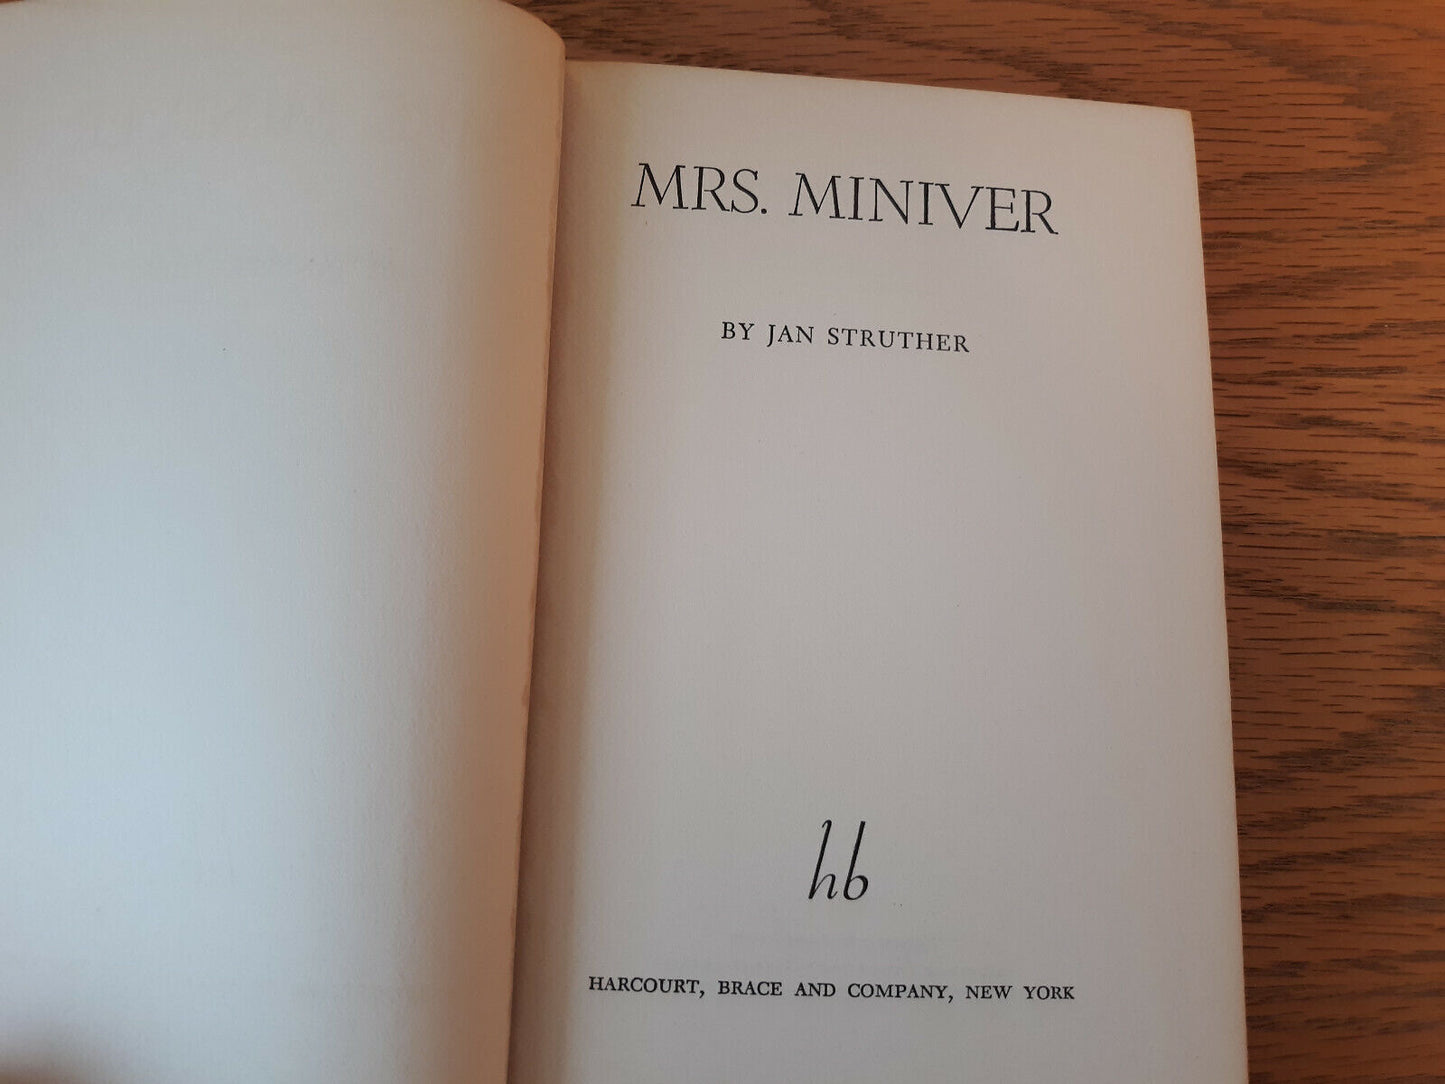 MRS. MINIVER
BY JAN STRUTHER
hb
HARCOURT, BRACE AND COMPANY, NEW YORK